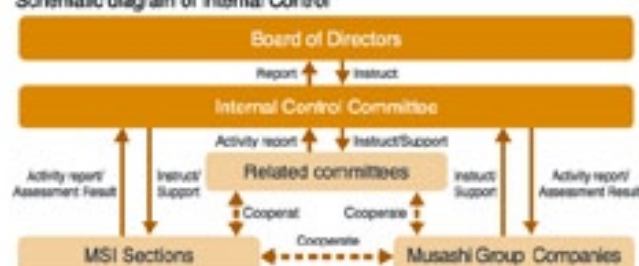 Schematic diagram of Internal Control
Board of Directors
Report Instruct
Internal Control Committee
Activity report Instruct/Support
Related committees
Activity report/
Assessment Result
Instruct/
Support
Instruct/
Support
Activity report/
Assessment Result
Cooperat Cooperate
Cooperate
MSI Sections Musashi Group Companies